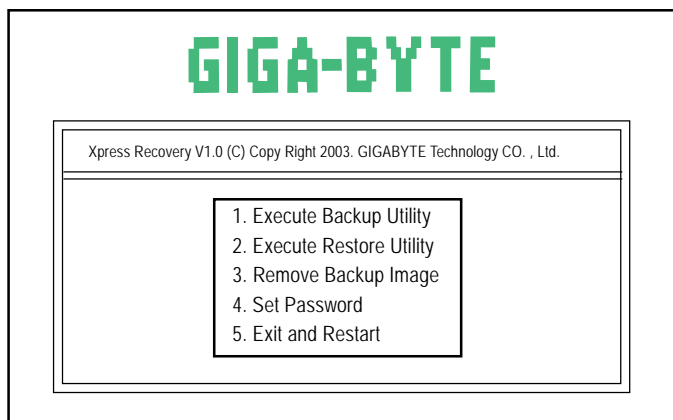 GIGA-BYTE
Xpress Recovery V1.0 (C) Copy Right 2003. GIGABYTE Technology CO. , Ltd.
1. Execute Backup Utility
2. Execute Restore Utility
3. Remove Backup Image
4. Set Password
5. Exit and Restart